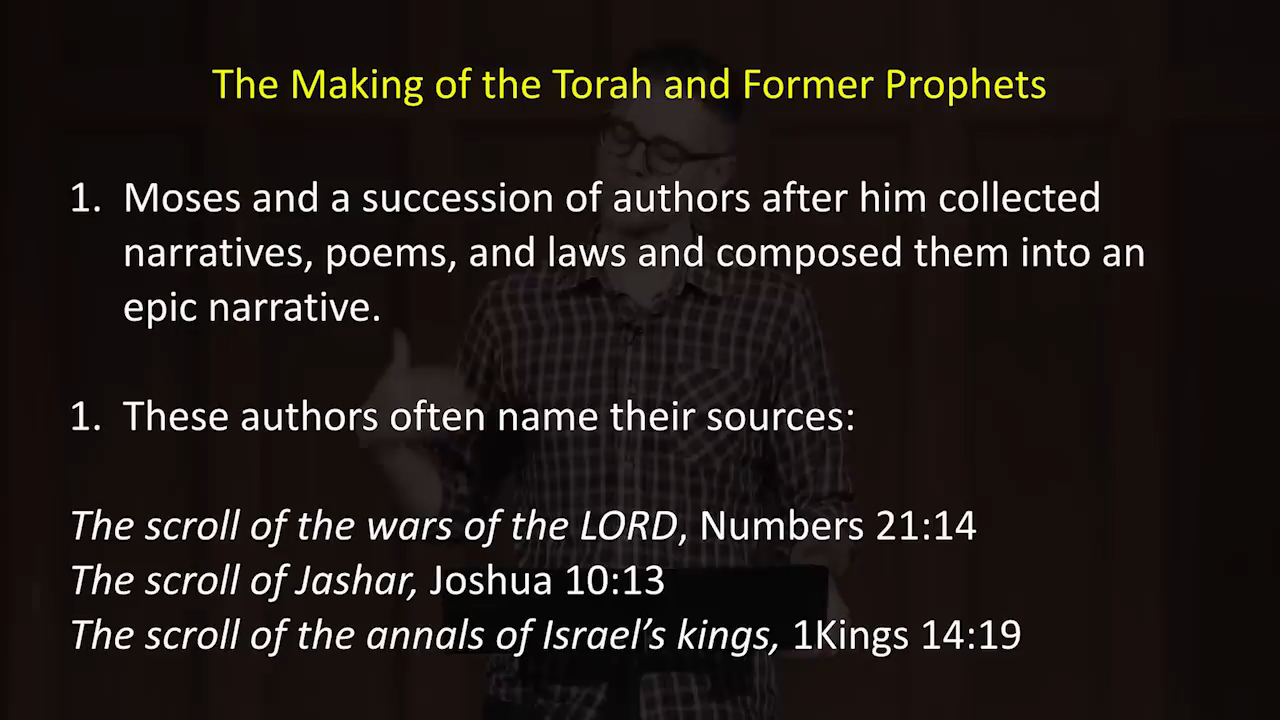 The Making of the Torah and Former Prophets
1. Moses and a succession of authors after him collected
narratives, poems, and laws and composed them into an
epic narrative.
1. These authors often name their sources:
The scroll of the wars of the LORD, Numbers 21:14
The scroll of Jashar, Joshua 10:13
The scroll of the annals of Israel’s kings, 1Kings 14:19